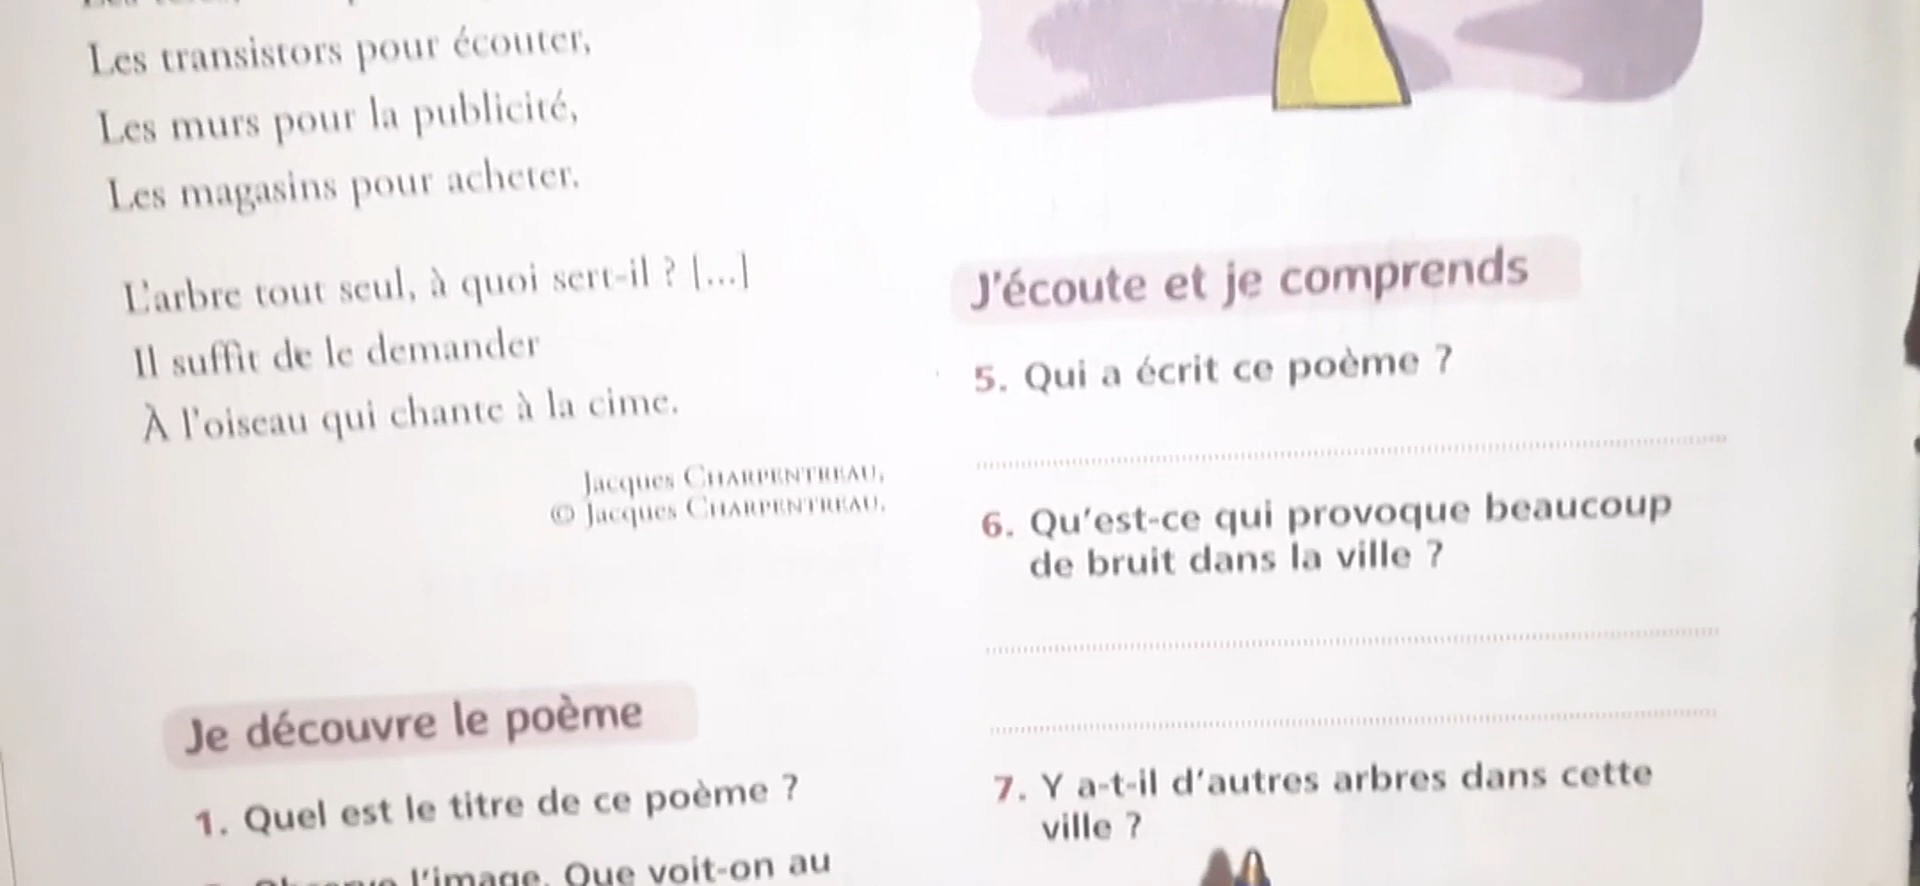 Les transistors pour écouter,
Les murs pour la publicité,
Les magasins pour acheter.
L'arbre tout seul, à quoi sert-il ? [...]
Il suffit de le demander
À l'oiseau qui chante à la cime.
Jacques CHARPENTREAU,
© Jacques CHARPENTREAU.
Je découvre le poème
1. Quel est le titre de ce poème ?
l'image. Que voit-on au
J'écoute et je comprends
5. Qui a écrit ce poème ?
6. Qu'est-ce qui provoque beaucoup
de bruit dans la ville ?
7. Y a-t-il d'autres arbres dans cette
ville ?